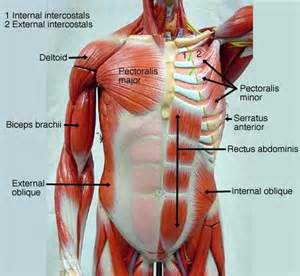 1 Internal intercostals
2 External intercostals
Deltoid
Pectoralis
major
1 2
Pectoralis
minor
Biceps brachii
Serratus
anterior
Rectus abdominis
External
oblique
Internal oblique